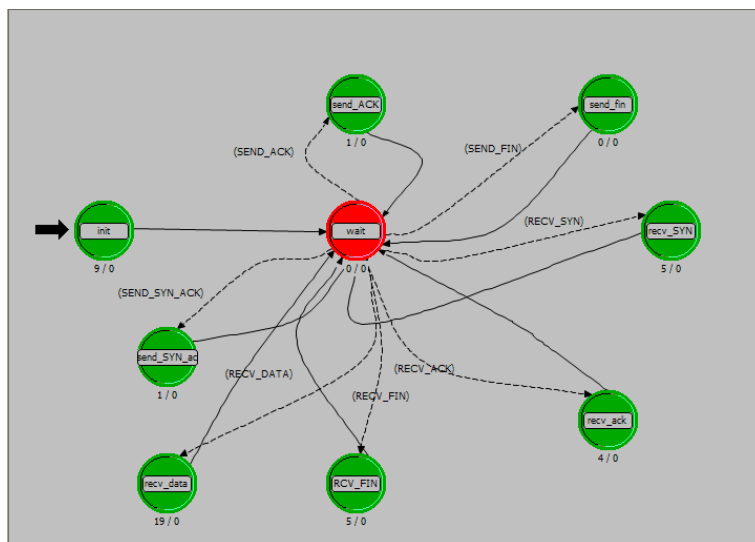 send_ACK
1 / 0
send_fin
0 / 0
(SEND_ACK)
(SEND_FIN)
init
9 / 0
wait
0 / 0
(RECV_SYN)
recv_SYN
5 / 0
(SEND_SYN_ACK)
send_SYN_ac
1 / 0
(RECV_DATA)
(RECV_ACK)
(RECV_FIN)
recv_ack
4 / 0
recv_data
19 / 0
RCV_FIN
5 / 0